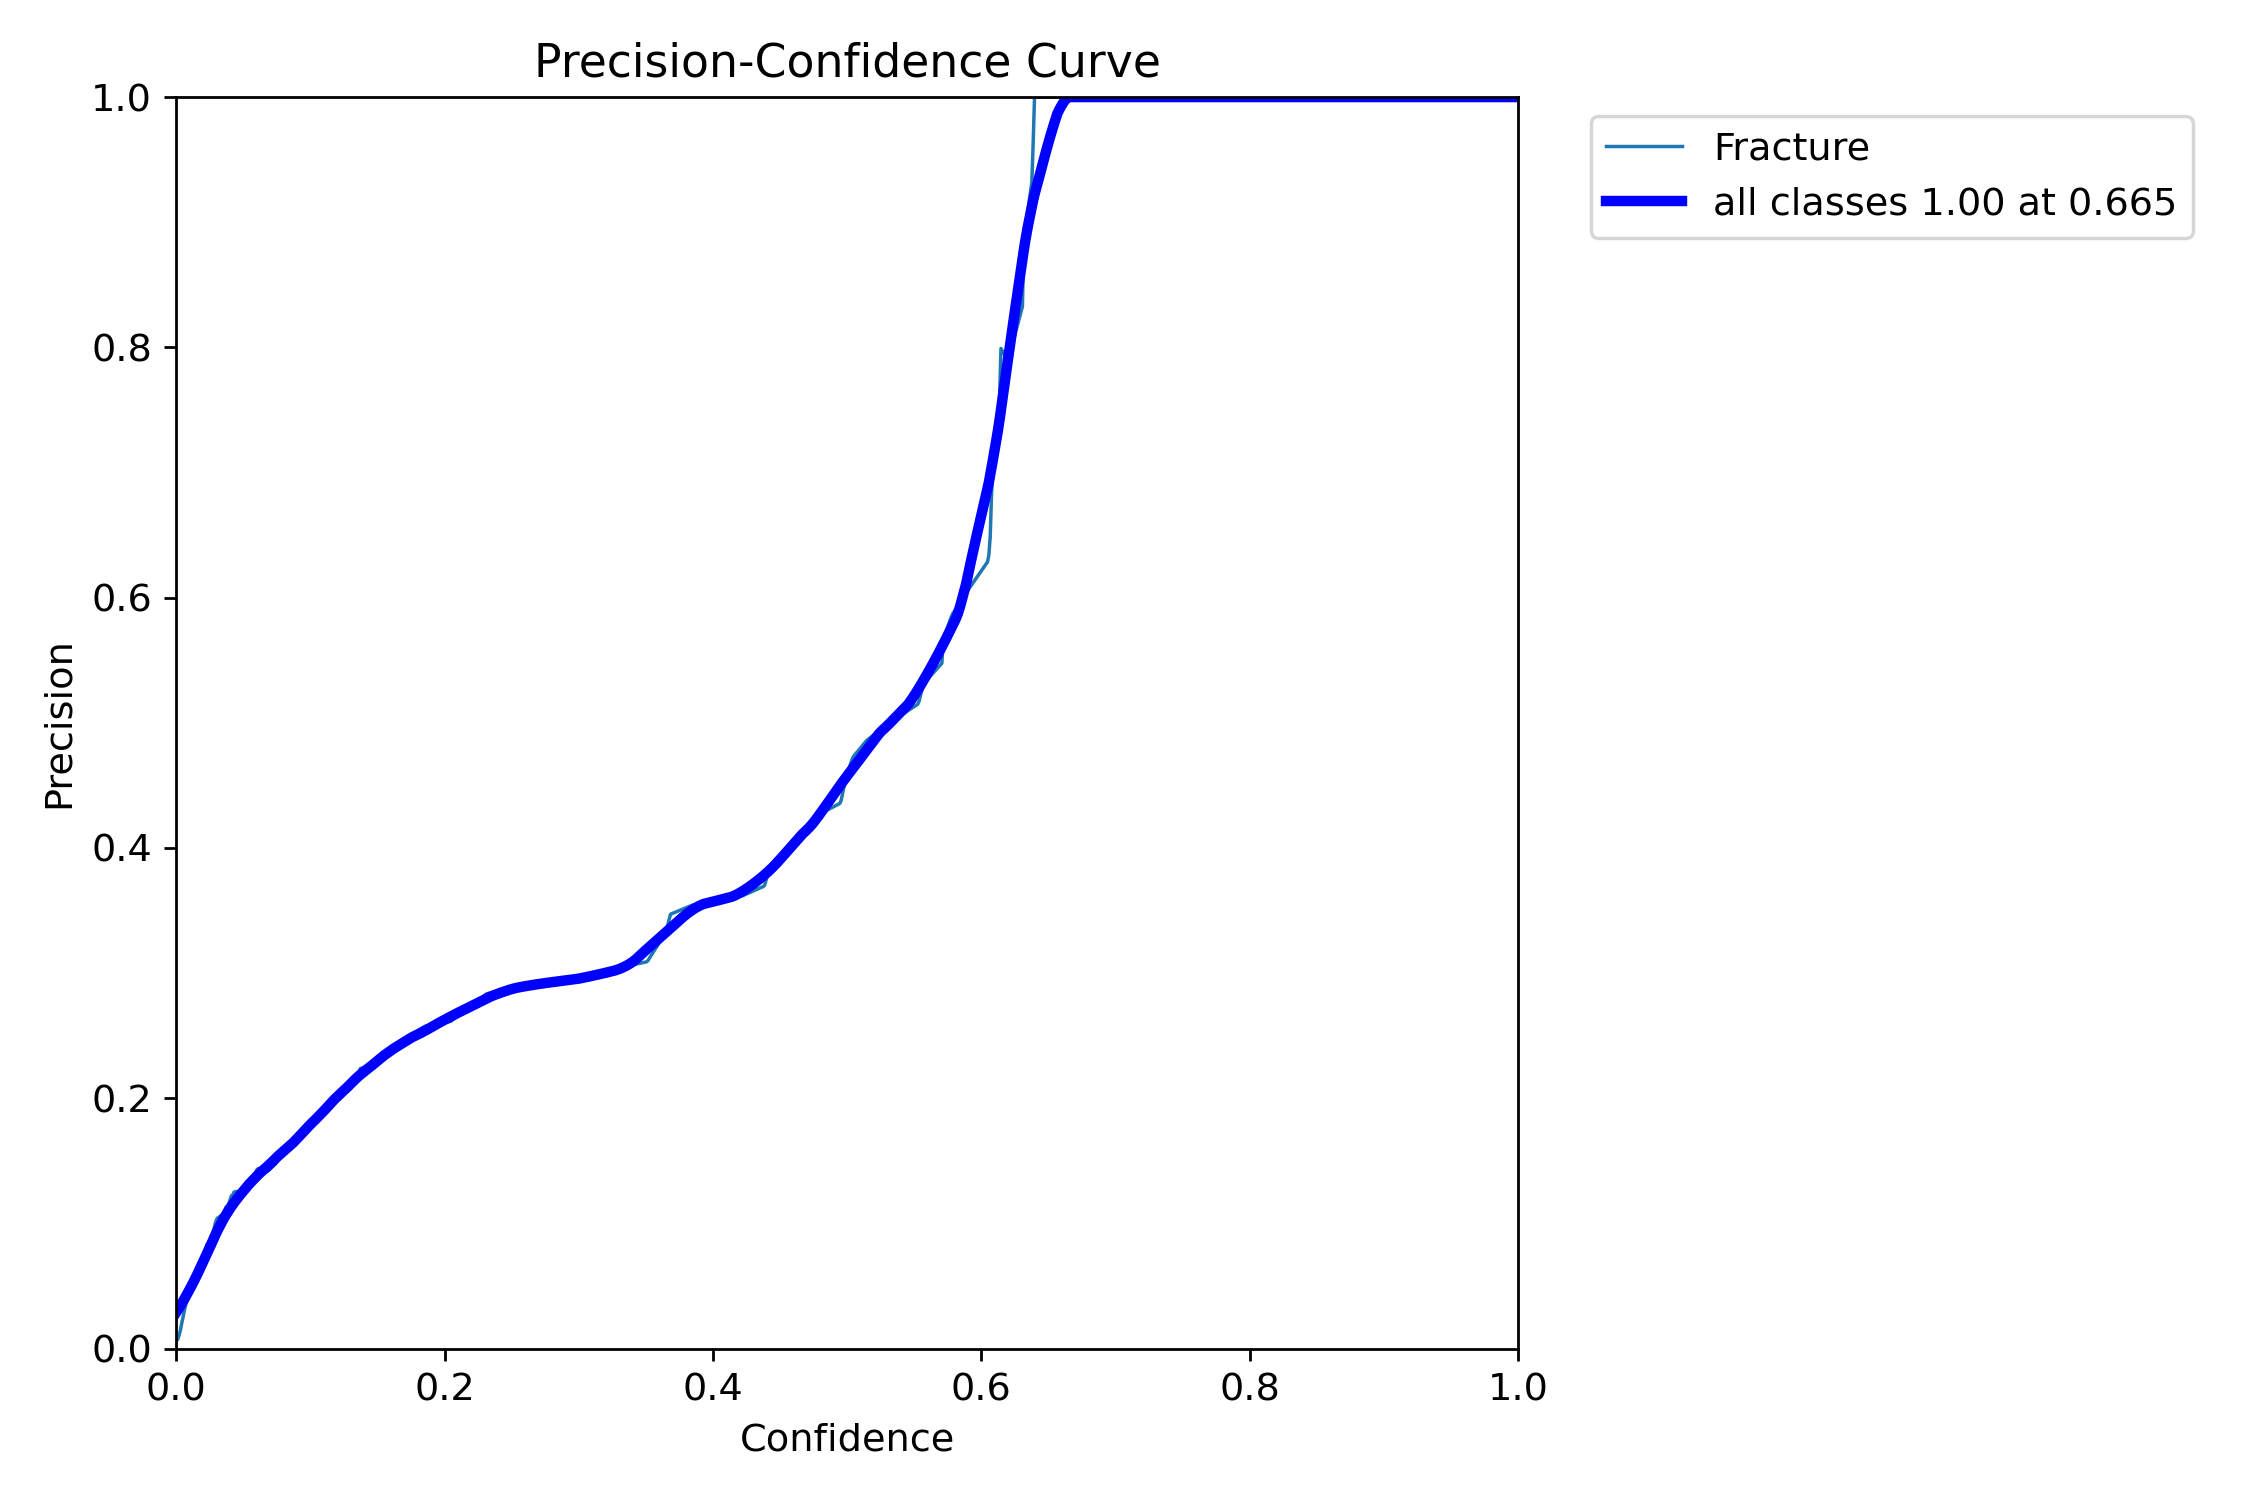 Precision-Confidence Curve
1.0
0.8
0.6
0.4
0.2
0.0
Precision
0.0 0.2 0.4 0.6 0.8 1.0
Confidence
Fracture
all classes 1.00 at 0.665